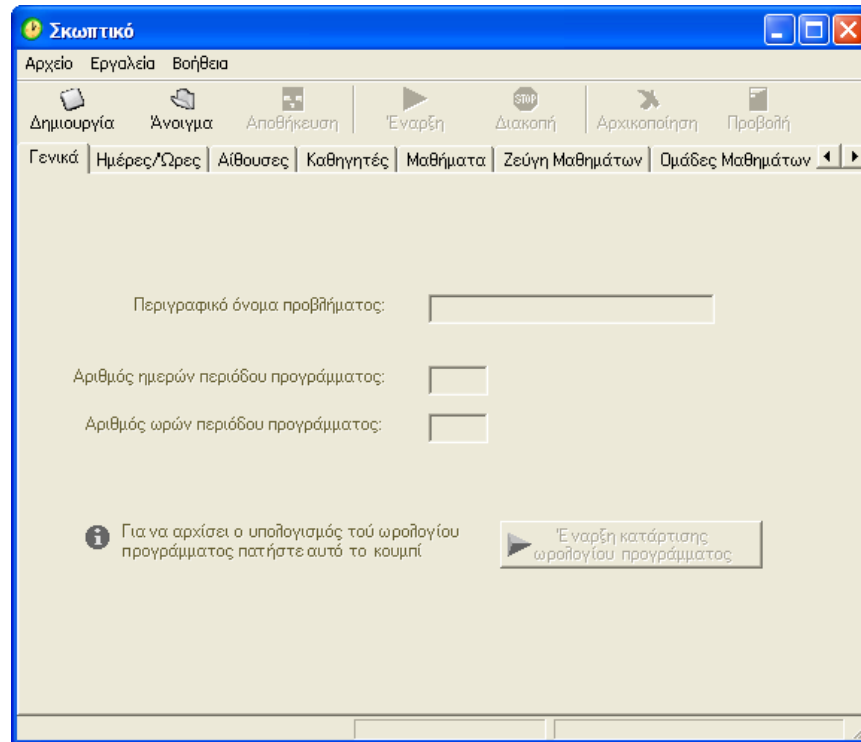 Σκωπτικό
Αρχείο Εργαλεία Βοήθεια
Δημιουργία Άνοιγμα Αποθήκευση Έναρξη Διακοπή Αρχικοποίηση Προβολή
Γενικά Ημέρες/Ώρες Αίθουσες Καθηγητές Μαθήματα Ζεύγη Μαθημάτων Ομάδες Μαθημάτων
Περιγραφικό όνομα προβλήματος:
Αριθμός ημερών περιόδου προγράμματος:
Αριθμός ωρών περιόδου προγράμματος:
Για να αρχίσει ο υπολογισμός τού ωρολογίου
προγράμματος πατήστε αυτό το κουμπί
Έναρξη κατάρτισης
ωρολογίου προγράμματος